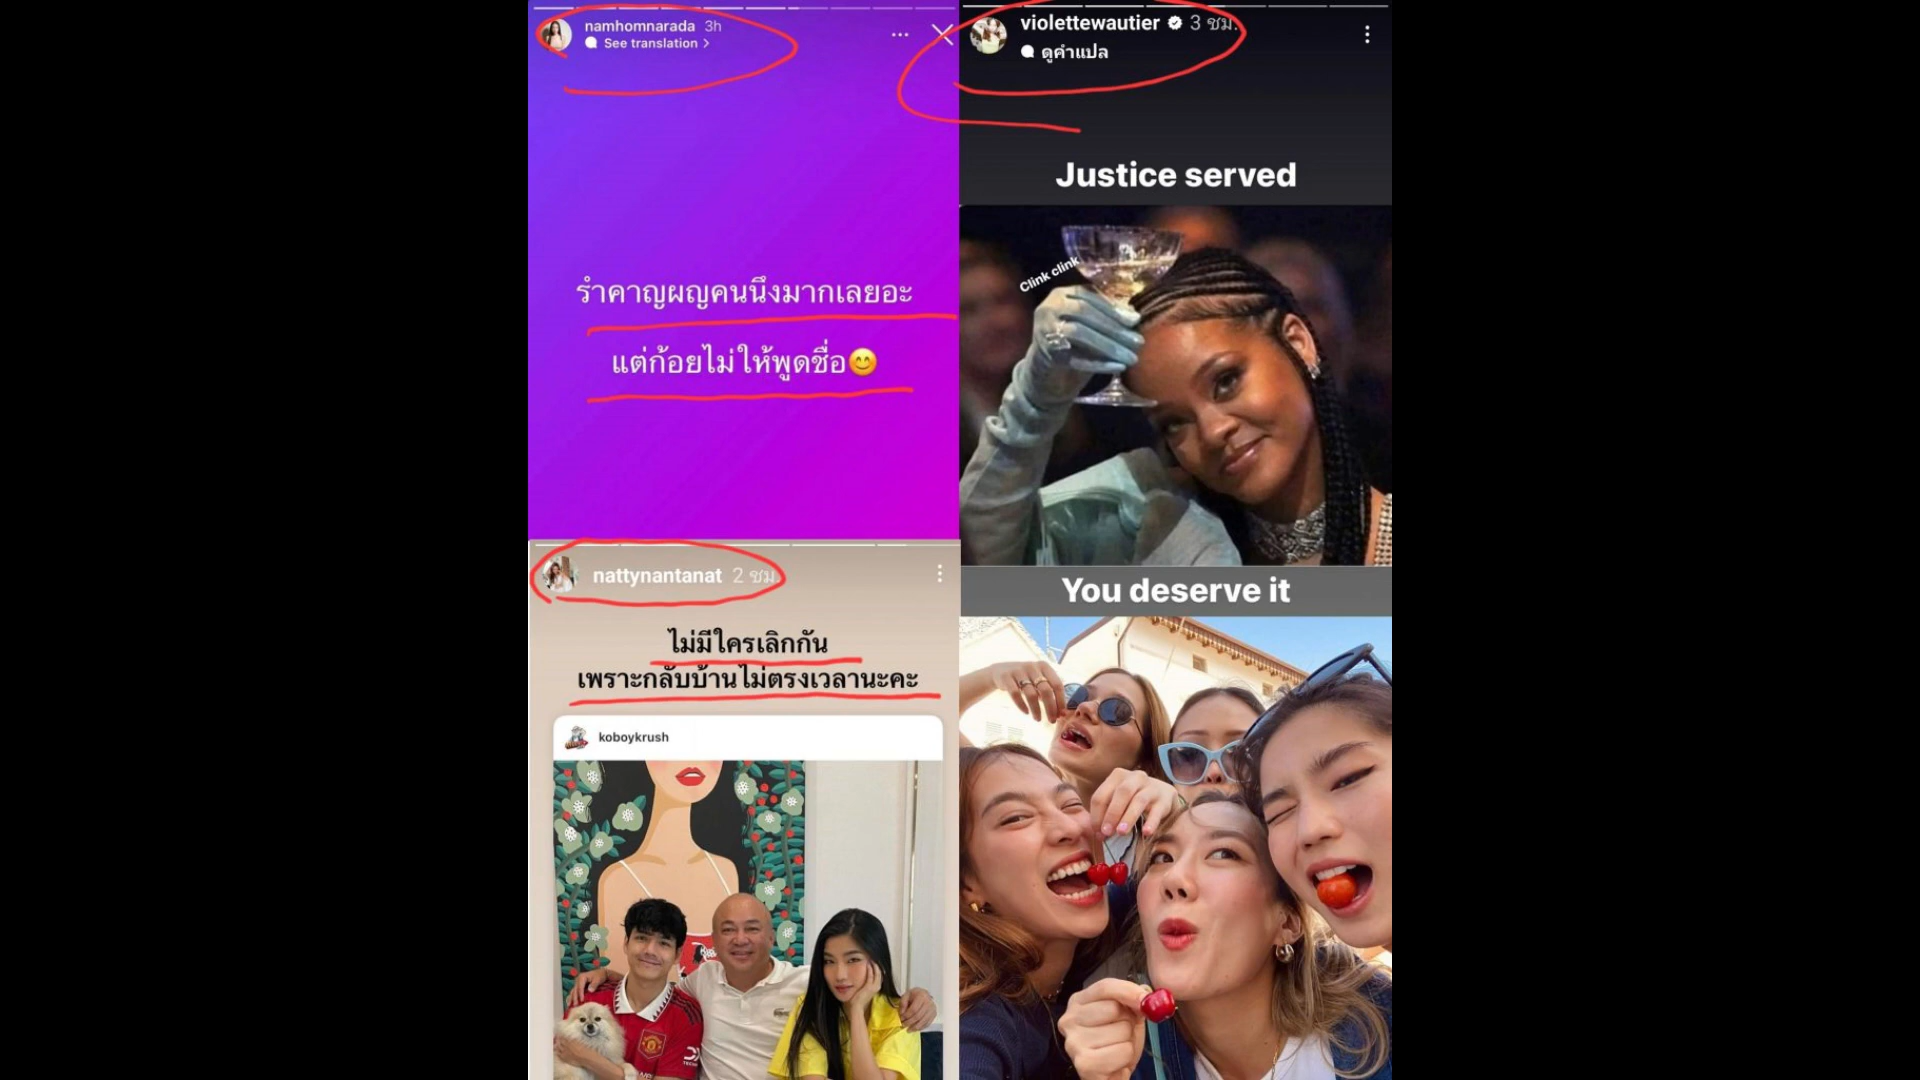 namhomnarada 3h
See translation >
รำคาญผญคนนึงมากเลยอะ
แต่ก้อยไม่ให้พูดชื่อ😊
violettewautier 3 ชม.
ดูคำแปล
Justice served
Clink clink
You deserve it
nattynantanat 2 ชม.
ไม่มีใครเลิกกัน
เพราะกลับบ้านไม่ตรงเวลานะคะ
koboykrush